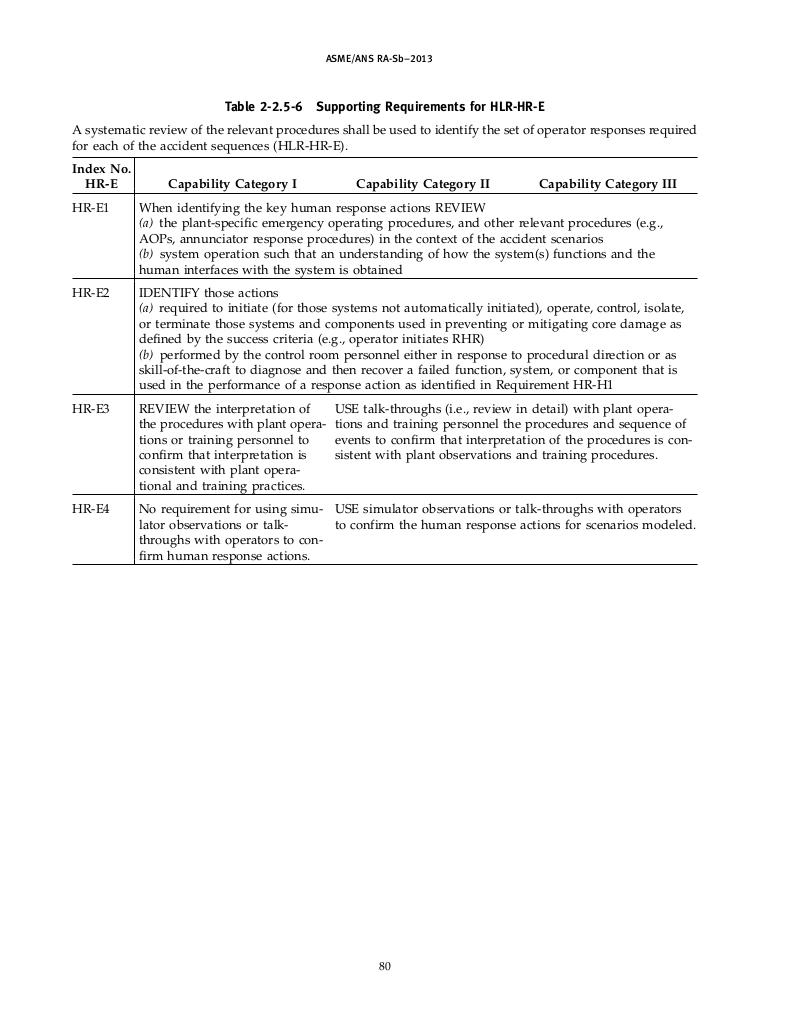 ASME/ANS RA-Sb–2013
Table 2-2.5-6 Supporting Requirements for HLR-HR-E
A systematic review of the relevant procedures shall be used to identify the set of operator responses required
for each of the accident sequences (HLR-HR-E).
Index No.
HR-E Capability Category I Capability Category II Capability Category III
HR-E1 When identifying the key human response actions REVIEW
(a) the plant-specific emergency operating procedures, and other relevant procedures (e.g.,
AOPs, annunciator response procedures) in the context of the accident scenarios
(b) system operation such that an understanding of how the system(s) functions and the
human interfaces with the system is obtained
HR-E2 IDENTIFY those actions
(a) required to initiate (for those systems not automatically initiated), operate, control, isolate,
or terminate those systems and components used in preventing or mitigating core damage as
defined by the success criteria (e.g., operator initiates RHR)
(b) performed by the control room personnel either in response to procedural direction or as
skill-of-the-craft to diagnose and then recover a failed function, system, or component that is
used in the performance of a response action as identified in Requirement HR-H1
HR-E3
REVIEW the interpretation of
the procedures with plant opera-
tions or training personnel to
confirm that interpretation is
consistent with plant opera-
tional and training practices.
USE talk-throughs (i.e., review in detail) with plant opera-
tions and training personnel the procedures and sequence of
events to confirm that interpretation of the procedures is con-
sistent with plant observations and training procedures.
HR-E4
No requirement for using simu-
lator observations or talk-
throughs with operators to con-
firm human response actions.
USE simulator observations or talk-throughs with operators
to confirm the human response actions for scenarios modeled.
80